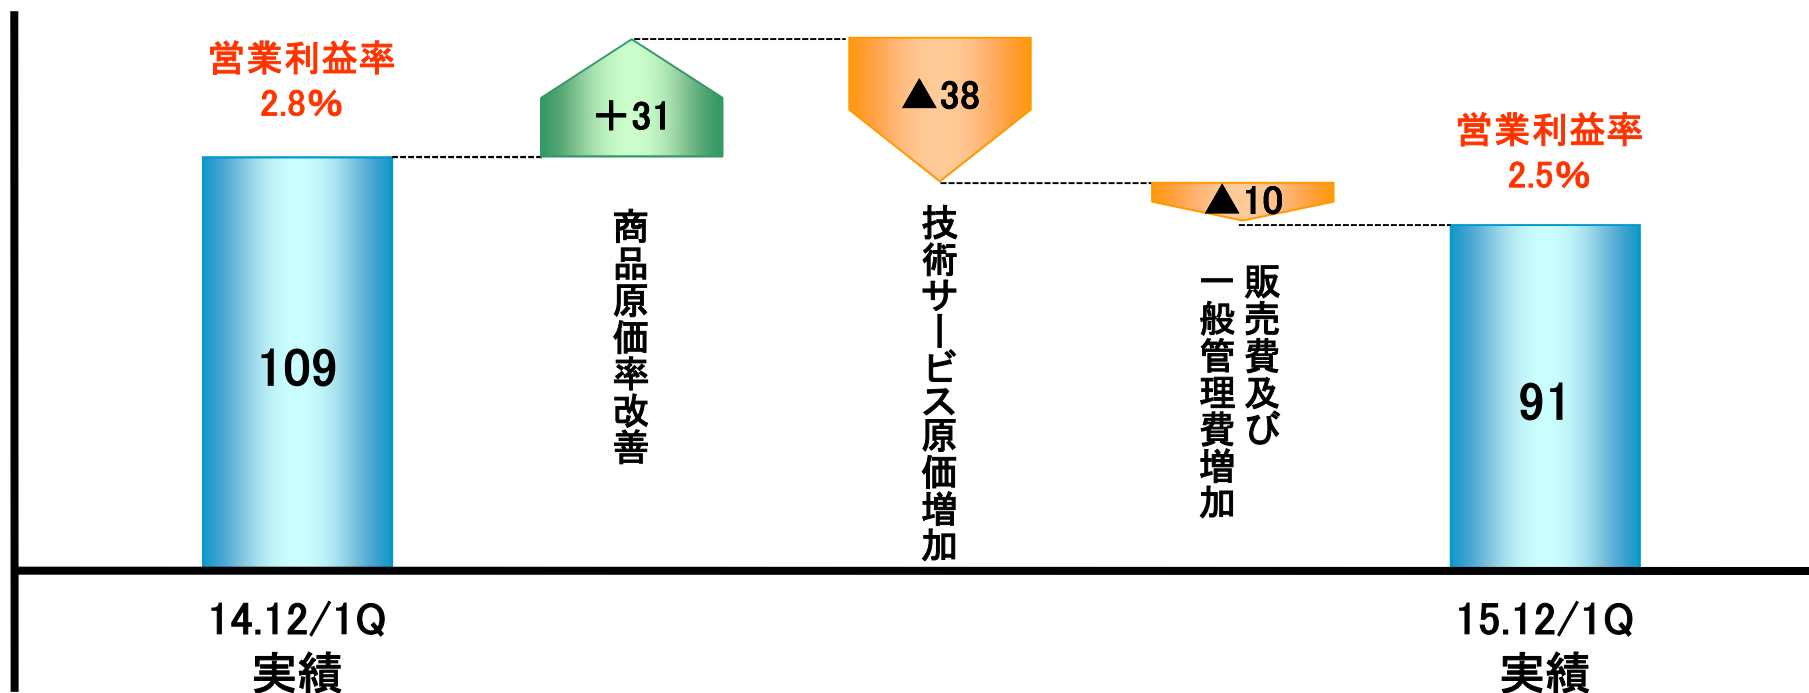 営業利益率
2.8%
109
14.12/1Q
実績
＋31
商品原価率改善
▲38
技術サービス原価増加
▲10
販売費及び
一般管理費増加
営業利益率
2.5%
91
15.12/1Q
実績